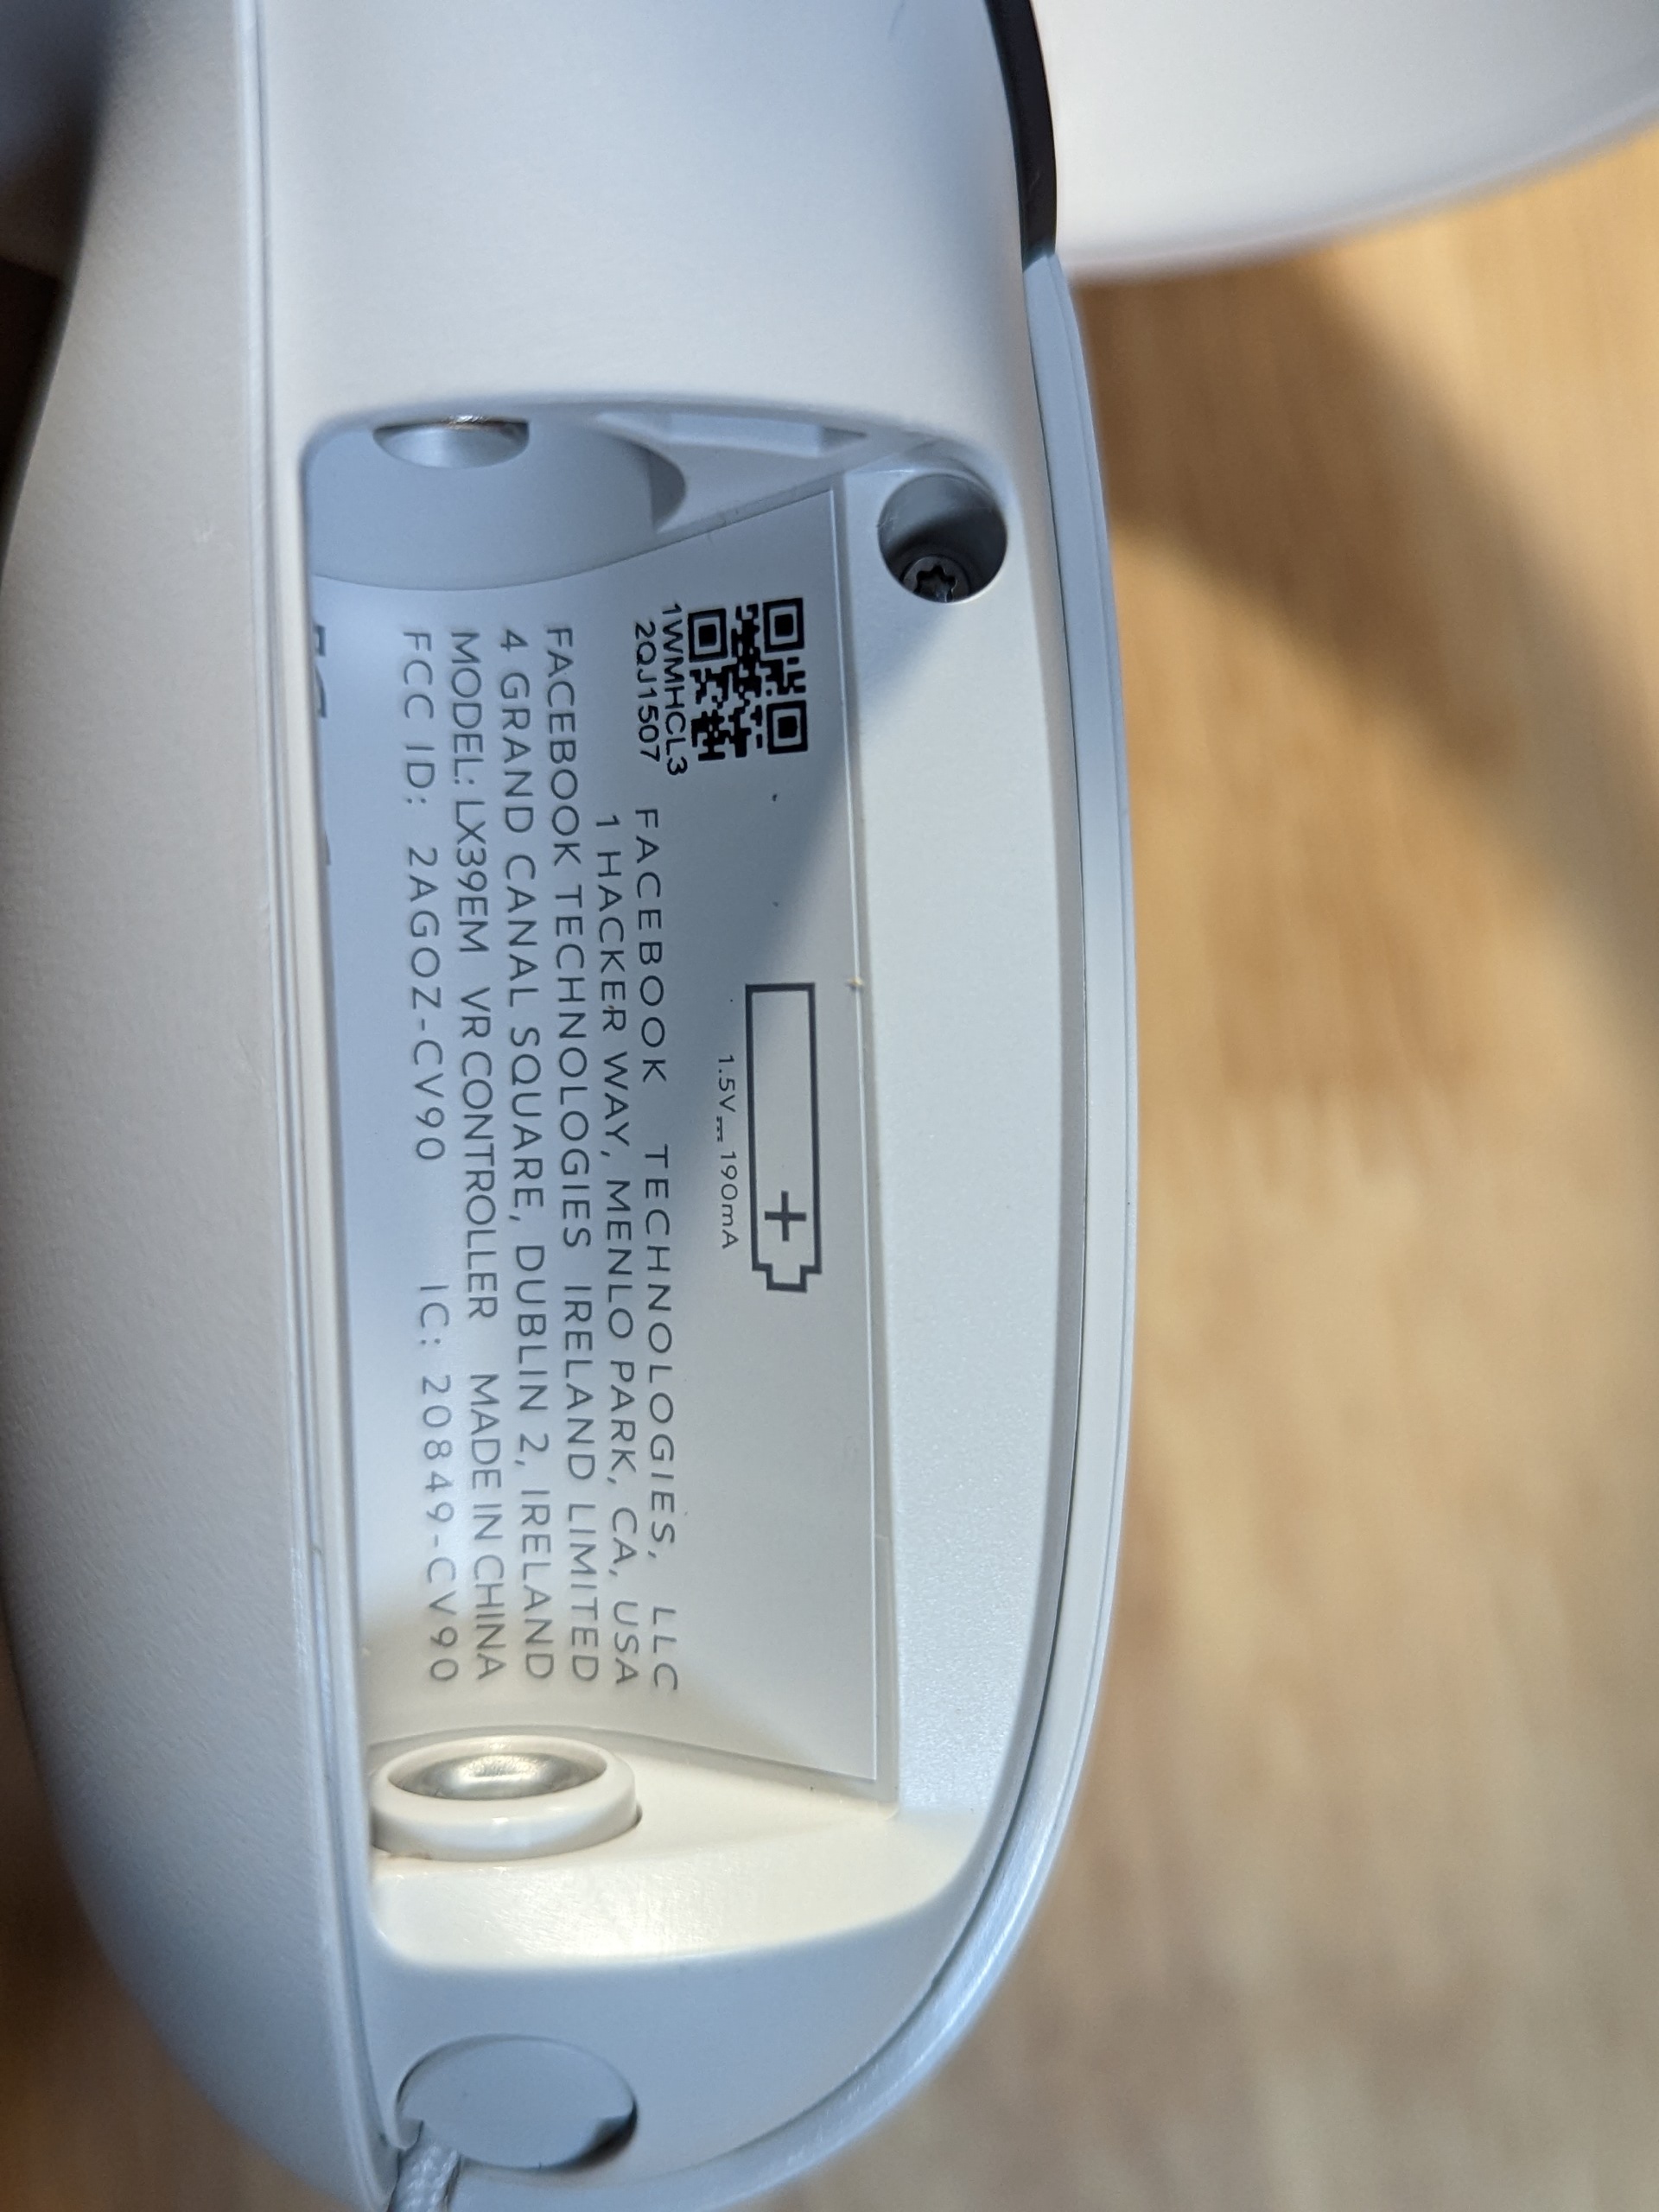 1WMHCL3
2QJ1507
+
1.5V⎓190mA
FACEBOOK TECHNOLOGIES, LLC
1 HACKER WAY, MENLO PARK, CA, USA
FACEBOOK TECHNOLOGIES IRELAND LIMITED
4 GRAND CANAL SQUARE, DUBLIN 2, IRELAND
MODEL: LX39EM VR CONTROLLER MADE IN CHINA
FCC ID: 2AGOZ-CV90 IC: 20849-CV90